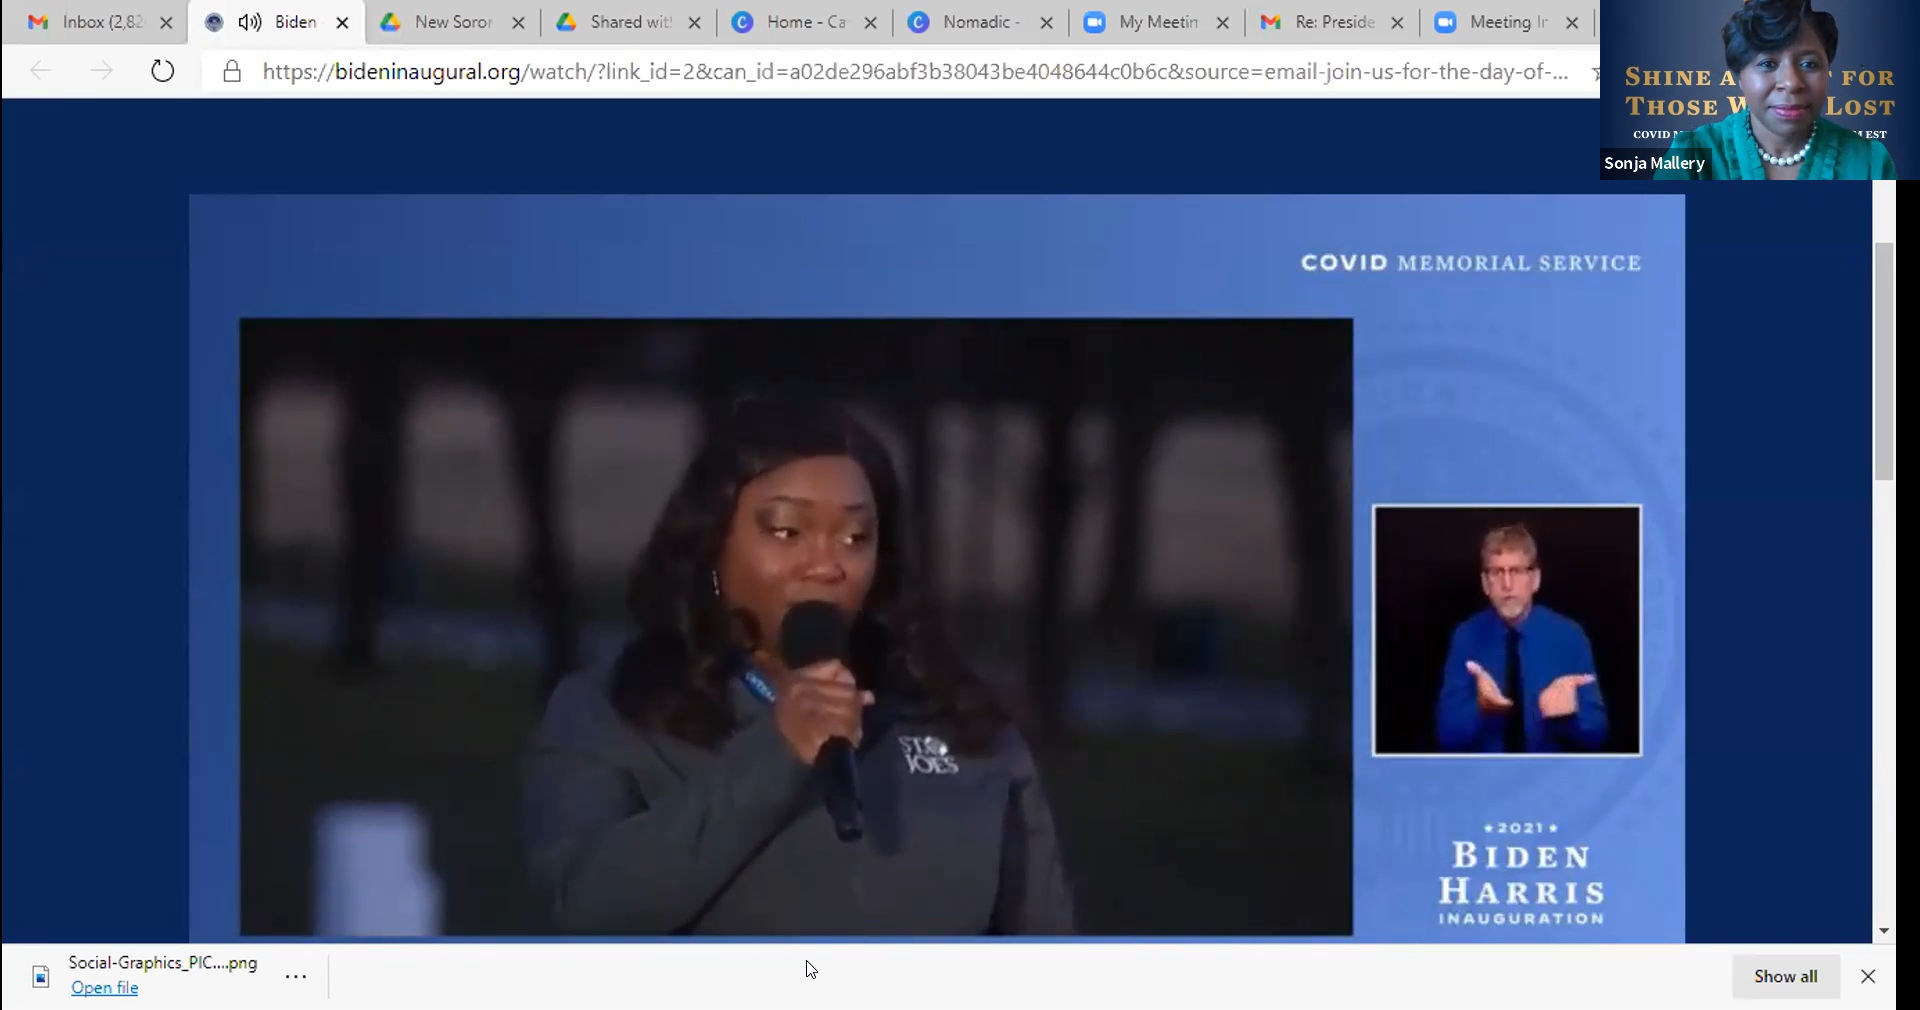 Inbox (2,82
Biden
New Soror
Shared wit
Home - Ca
Nomadic -
My Meetin
Re: Preside
Meeting In
https://bideninaugural.org/watch/?link_id=2&can_id=a02de296abf3b38043be4048644c0b6c&source=email-join-us-for-the-day-of-...
SHINE A FOR
THOSE W LOST
COVID M EST
Sonja Mallery
COVID MEMORIAL SERVICE
ST. JOES
2021
BIDEN
HARRIS
INAUGURATION
Social-Graphics_PIC....png
Open file
Show all